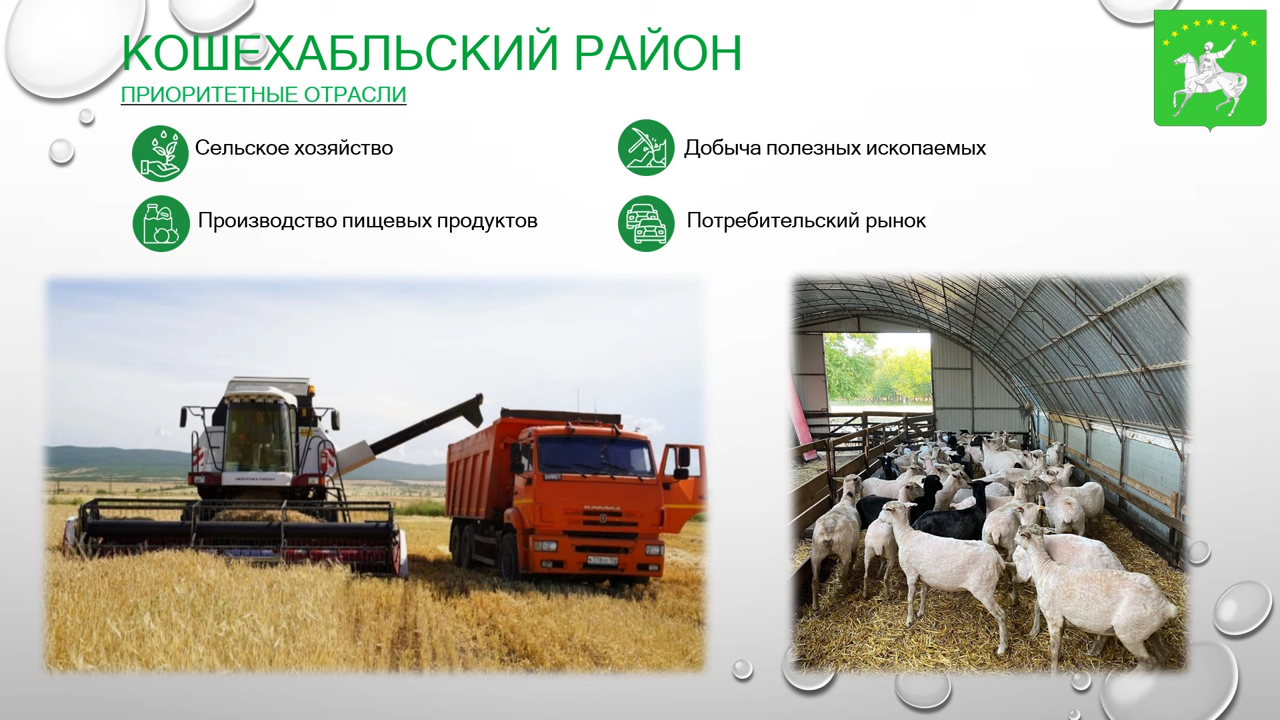 КОШЕХАБЛЬСКИЙ РАЙОН
ПРИОРИТЕТНЫЕ ОТРАСЛИ
Сельское хозяйство
Добыча полезных ископаемых
Производство пищевых продуктов
Потребительский рынок